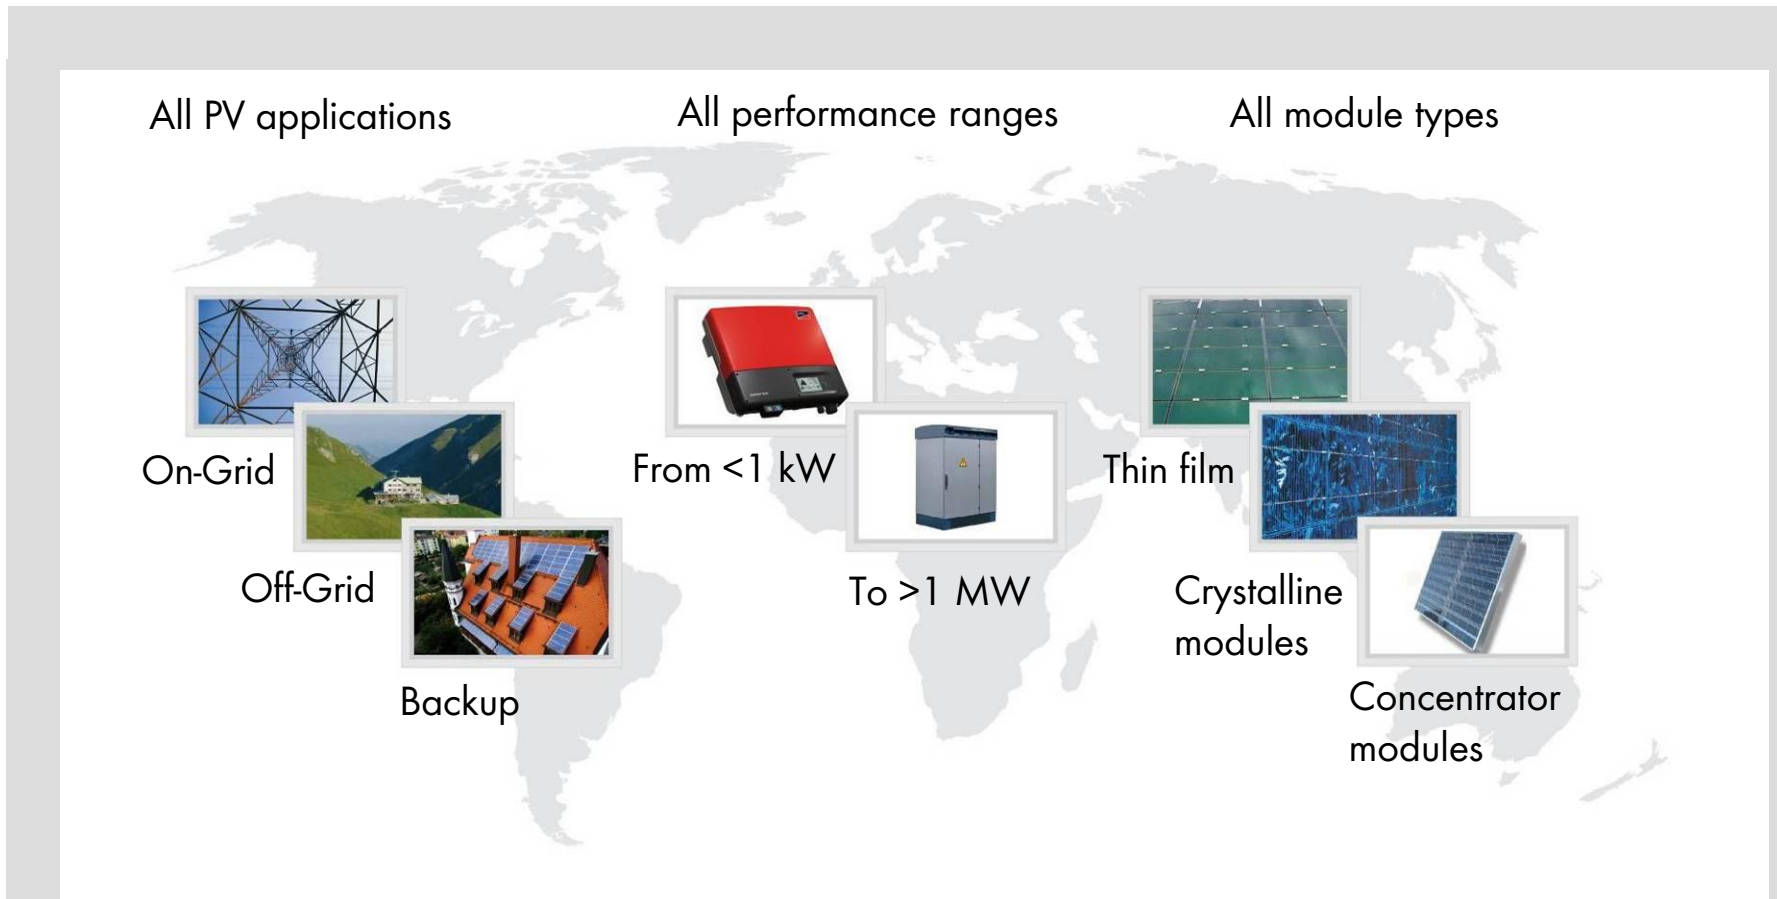 All PV applications
All performance ranges
All module types
On-Grid
Off-Grid
Backup
From <1 kW
To >1 MW
Thin film
Crystalline
modules
Concentrator
modules